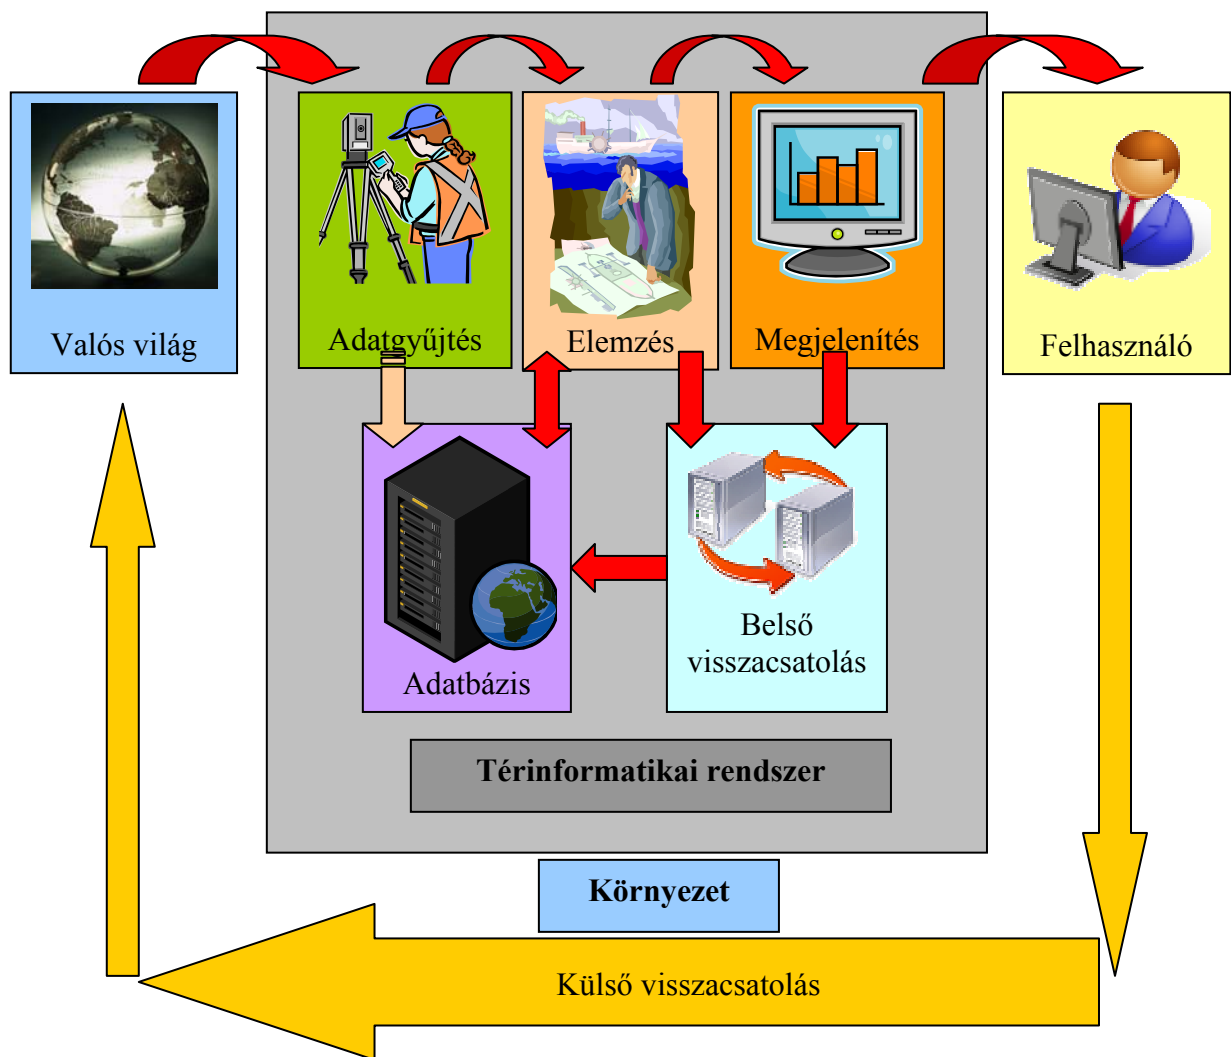 Valós világ
Adatgyűjtés
Elemzés
Megjelenítés
Felhasználó
Adatbázis
Belső
visszacsatolás
Térinformatikai rendszer
Környezet
Külső visszacsatolás